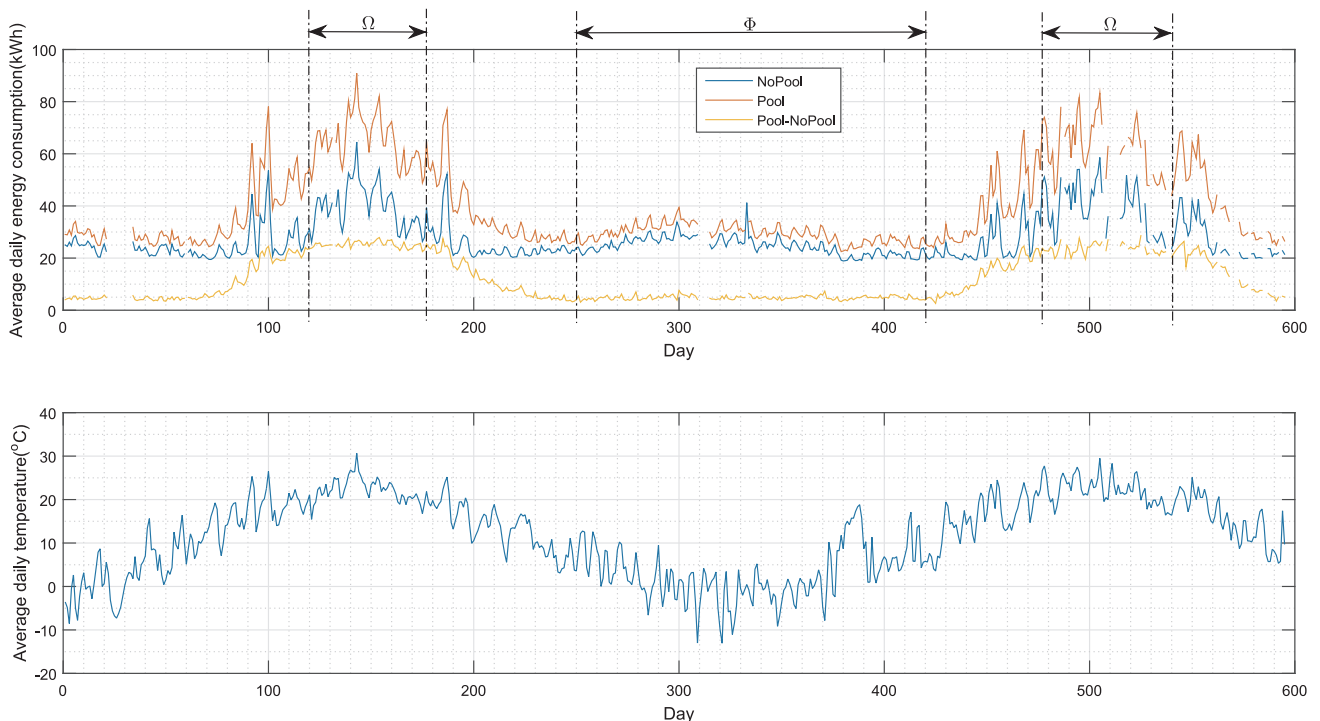 Ω Φ Ω
100
80
60
40
20
0
Average daily energy consumption(kWh)
NoPool
Pool
Pool-NoPool
0 100 200 300 400 500 600
Day
40
30
20
10
0
-10
-20
Average daily temperature(°C)
0 100 200 300 400 500 600
Day